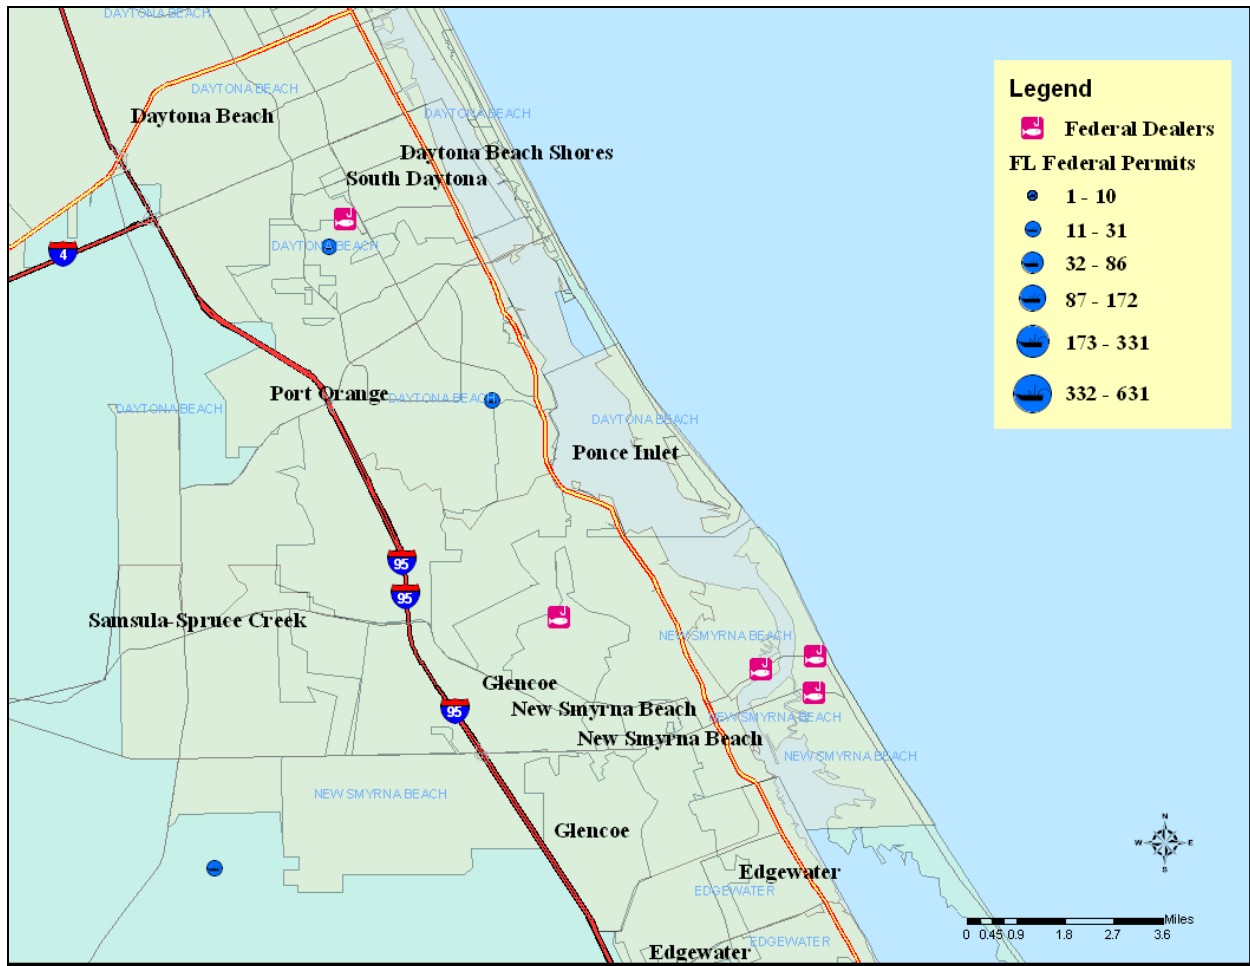 DAYTONA BEACH
DAYTONA BEACH
Daytona Beach
DAYTONA BEACH
Daytona Beach Shores
South Daytona
DAYTONA BEACH
4
Port Orange
DAYTONA BEACH
DAYTONA BEACH
DAYTONA BEACH
Ponce Inlet
95
95
Samsula-Spruce Creek
NEW SMYRNA BEACH
Glencoe
95
New Smyrna Beach
NEW SMYRNA BEACH
New Smyrna Beach
NEW SMYRNA BEACH
NEW SMYRNA BEACH
Glencoe
Edgewater
EDGEWATER
EDGEWATER
Edgewater
Legend
Federal Dealers
FL Federal Permits
1 - 10
11 - 31
32 - 86
87 - 172
173 - 331
332 - 631
N
W E
S
Miles
0 0.45 0.9 1.8 2.7 3.6